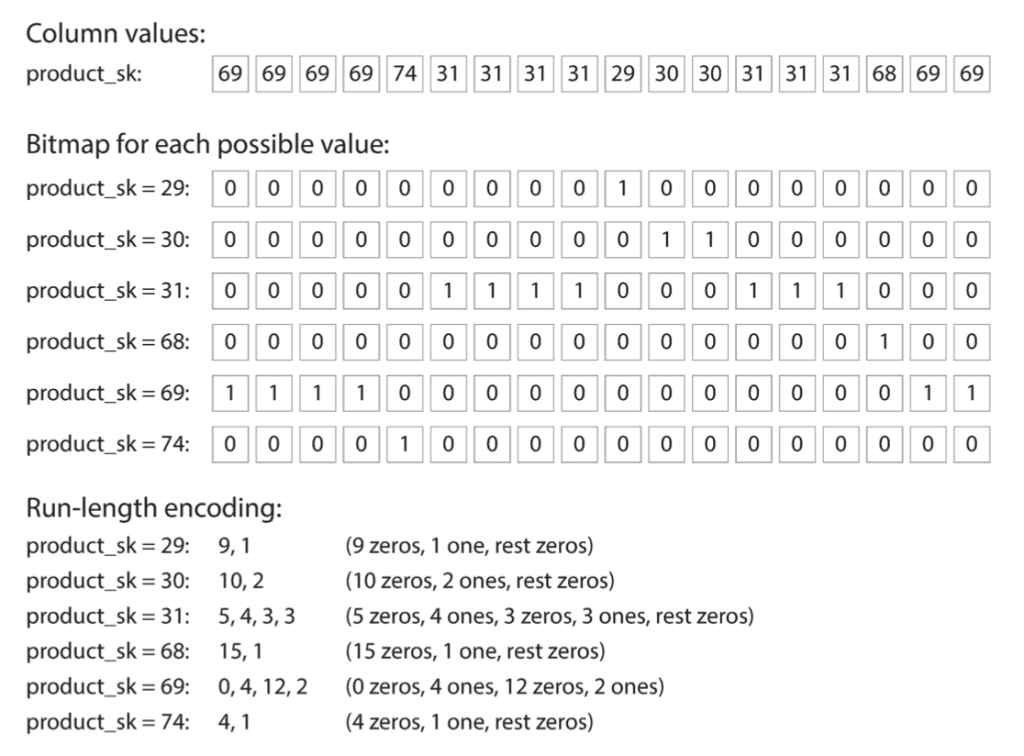 Column values:
product_sk: 69 69 69 69 74 31 31 31 31 29 30 30 31 31 31 68 69 69
Bitmap for each possible value:
product_sk = 29: 0 0 0 0 0 0 0 0 0 1 0 0 0 0 0 0 0 0
product_sk = 30: 0 0 0 0 0 0 0 0 0 0 1 1 0 0 0 0 0 0
product_sk = 31: 0 0 0 0 0 1 1 1 1 0 0 0 1 1 1 0 0 0
product_sk = 68: 0 0 0 0 0 0 0 0 0 0 0 0 0 0 0 1 0 0
product_sk = 69: 1 1 1 1 0 0 0 0 0 0 0 0 0 0 0 0 1 1
product_sk = 74: 0 0 0 0 1 0 0 0 0 0 0 0 0 0 0 0 0 0
Run-length encoding:
product_sk = 29: 9, 1 (9 zeros, 1 one, rest zeros)
product_sk = 30: 10, 2 (10 zeros, 2 ones, rest zeros)
product_sk = 31: 5, 4, 3, 3 (5 zeros, 4 ones, 3 zeros, 3 ones, rest zeros)
product_sk = 68: 15, 1 (15 zeros, 1 one, rest zeros)
product_sk = 69: 0, 4, 12, 2 (0 zeros, 4 ones, 12 zeros, 2 ones)
product_sk = 74: 4, 1 (4 zeros, 1 one, rest zeros)